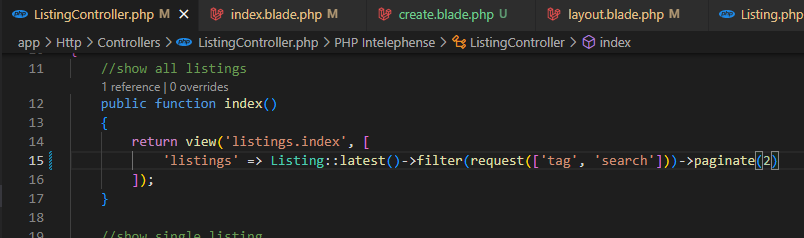 ListingController.php M index.blade.php M create.blade.php U layout.blade.php M Listing.php
app > Http > Controllers > ListingController.php > PHP Intelephense > ListingController > index
11 //show all listings
1 reference | 0 overrides
12 public function index()
13 {
14 return view('listings.index', [
15 'listings' => Listing::latest()->filter(request(['tag', 'search']))->paginate(2)
16 ]);
17 }
18
19 //show single listing